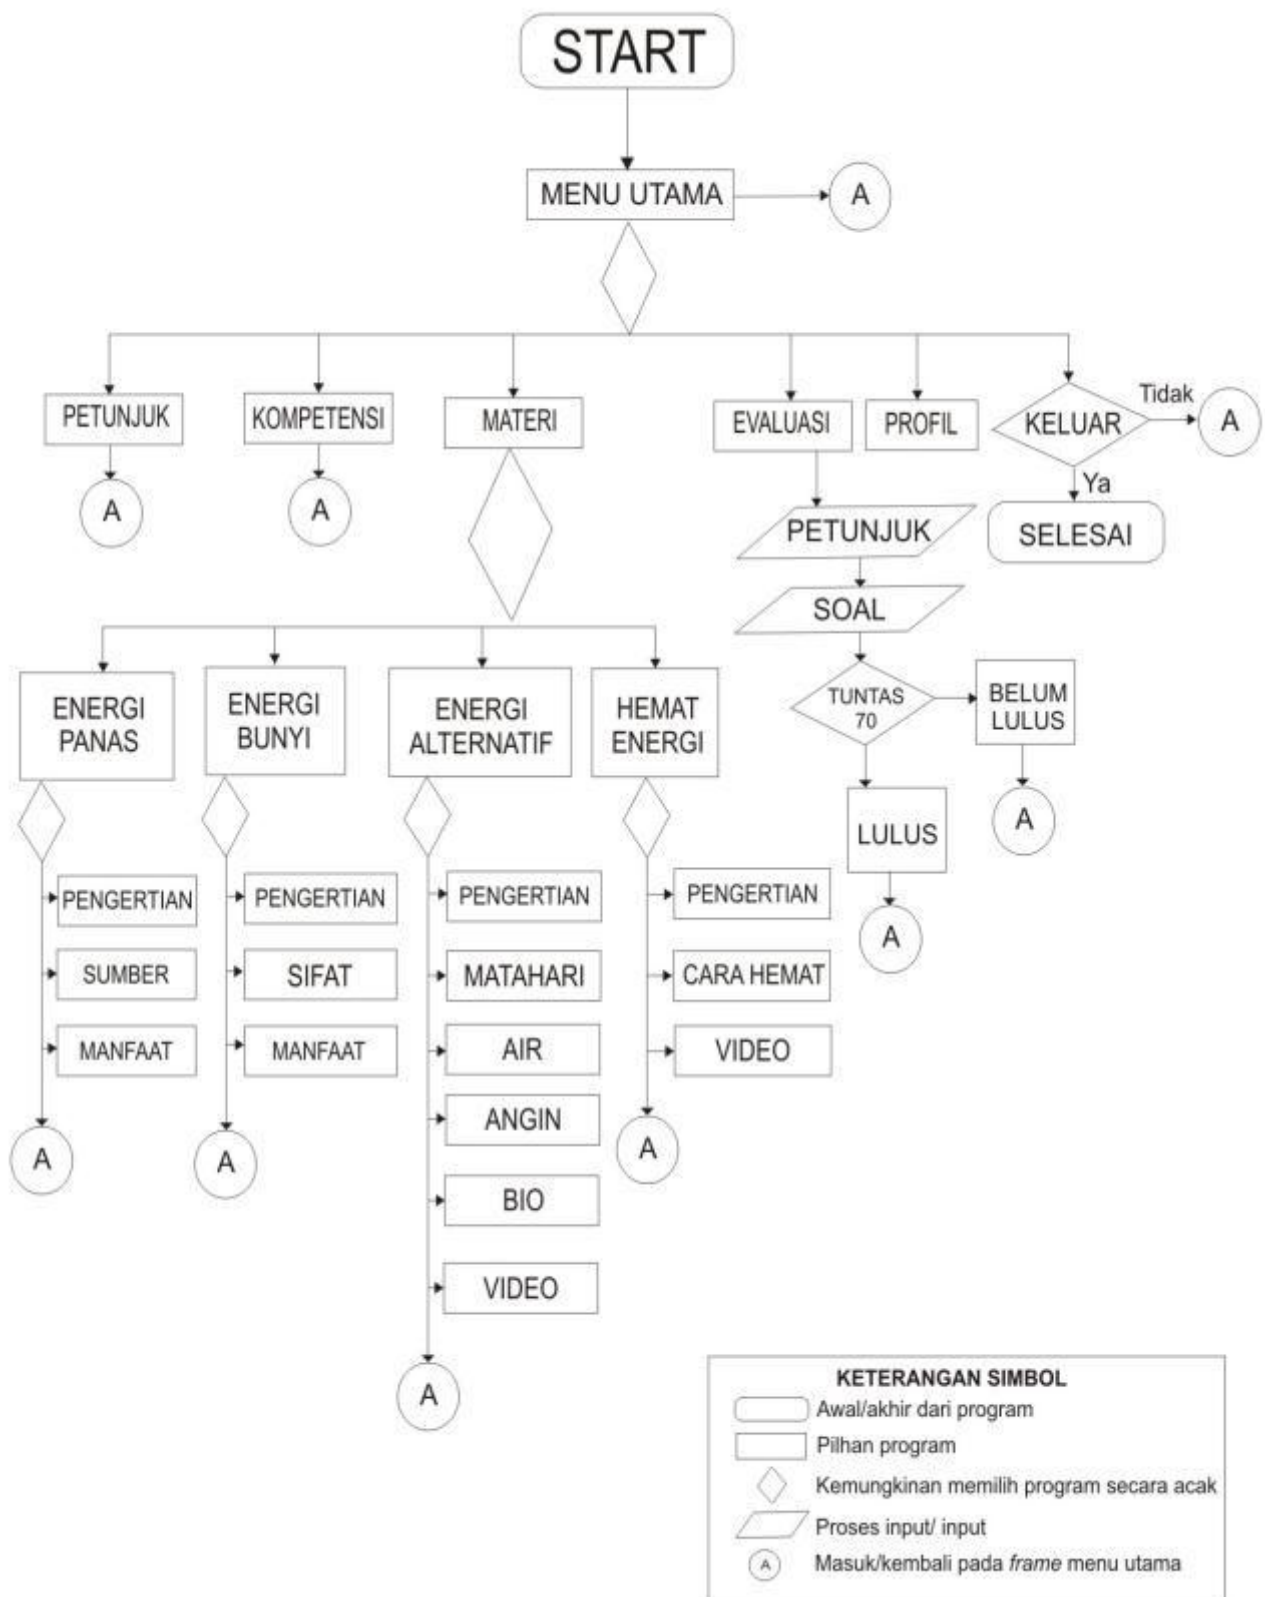 START
MENU UTAMA
A
PETUNJUK
KOMPETENSI
MATERI
EVALUASI
PROFIL
KELUAR
Tidak
A
A
A
Ya
SELESAI
PETUNJUK
SOAL
TUNTAS
70
BELUM
LULUS
A
LULUS
A
ENERGI
PANAS
ENERGI
BUNYI
ENERGI
ALTERNATIF
HEMAT
ENERGI
PENGERTIAN
SUMBER
MANFAAT
A
PENGERTIAN
SIFAT
MANFAAT
A
PENGERTIAN
MATAHARI
AIR
ANGIN
BIO
VIDEO
A
PENGERTIAN
CARA HEMAT
VIDEO
A
KETERANGAN SIMBOL
Awal/akhir dari program
Pilhan program
Kemungkinan memilih program secara acak
Proses input/ input
A
Masuk/kembali pada frame menu utama